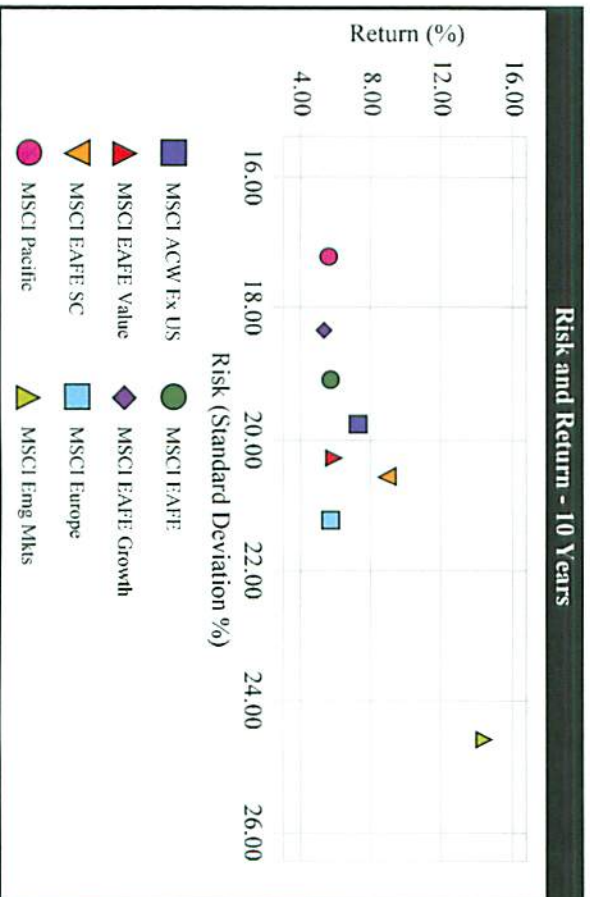 Risk and Return - 10 Years
Return (%)
16.00
12.00
8.00
4.00
16.00 18.00 20.00 22.00 24.00 26.00
Risk (Standard Deviation %)
MSCI ACW Ex US MSCI EAFE
MSCI EAFE Value MSCI EAFE Growth
MSCI EAFE SC MSCI Europe
MSCI Pacific MSCI Emg Mkts